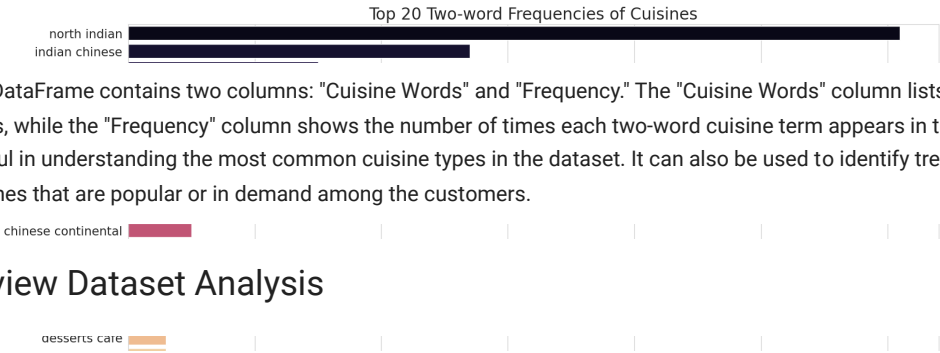 Top 20 Two-word Frequencies of Cuisines
north indian
indian chinese
DataFrame contains two columns: "Cuisine Words" and "Frequency." The "Cuisine Words" column lists
s, while the "Frequency" column shows the number of times each two-word cuisine term appears in t
ul in understanding the most common cuisine types in the dataset. It can also be used to identify tre
nes that are popular or in demand among the customers.
chinese continental
view Dataset Analysis
desserts cafe